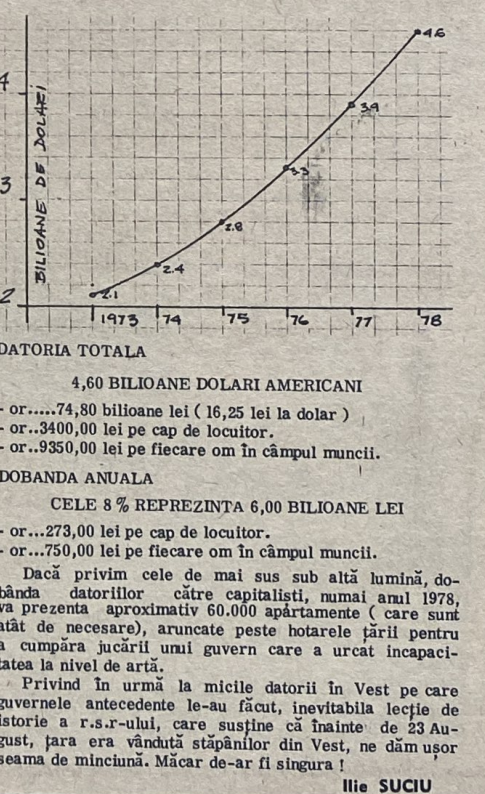 4.6
4
3.9
3.3
3
2.8
2.4
2
2.1
BILIOANE DE DOLARI
1973 74 75 76 77 78
DATORIA TOTALA
4,60 BILIOANE DOLARI AMERICANI
- or.....74,80 bilioane lei ( 16,25 lei la dolar )
- or..3400,00 lei pe cap de locuitor.
- or..9350,00 lei pe fiecare om în câmpul muncii.
DOBANDA ANUALA
CELE 8 % REPREZINTA 6,00 BILIOANE LEI
- or...273,00 lei pe cap de locuitor.
- or...750,00 lei pe fiecare om în câmpul muncii.
Dacă privim cele de mai sus sub altă lumină, do-
bânda datoriilor către capitaliști, numai anul 1978,
va prezenta aproximativ 60.000 apartamente ( care sunt
atât de necesare), aruncate peste hotarele țării pentru
a cumpăra jucării unui guvern care a urcat incapaci-
tatea la nivel de artă.
Privind în urmă la micile datorii în Vest pe care
guvernele antecedente le-au făcut, inevitabila lecție de
istorie a r.s.r-ului, care susține că înainte de 23 Au-
gust, țara era vândută stăpânilor din Vest, ne dăm ușor
seama de minciună. Măcar de-ar fi singura !
Ilie SUCIU